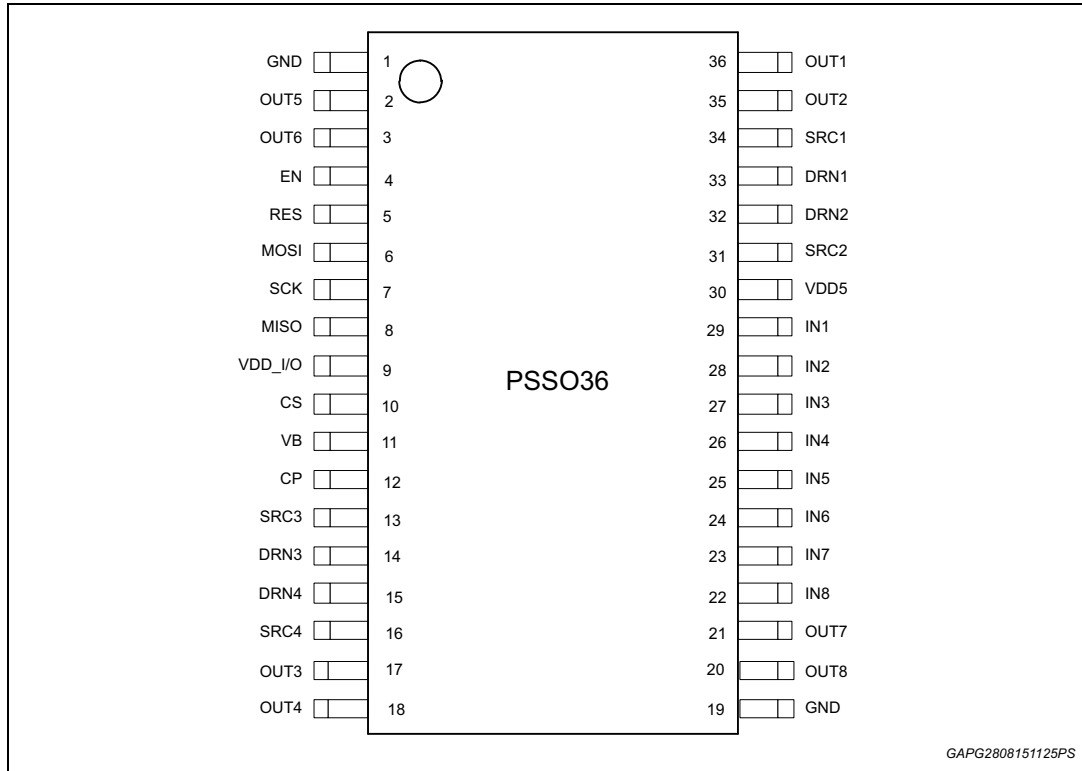 GND 1 36 OUT1
OUT5 2 35 OUT2
OUT6 3 34 SRC1
EN 4 33 DRN1
RES 5 32 DRN2
MOSI 6 31 SRC2
SCK 7 30 VDD5
MISO 8 29 IN1
VDD_I/O 9 28 IN2
PSSO36
CS 10 27 IN3
VB 11 26 IN4
CP 12 25 IN5
SRC3 13 24 IN6
DRN3 14 23 IN7
DRN4 15 22 IN8
SRC4 16 21 OUT7
OUT3 17 20 OUT8
OUT4 18 19 GND
GAPG2808151125PS